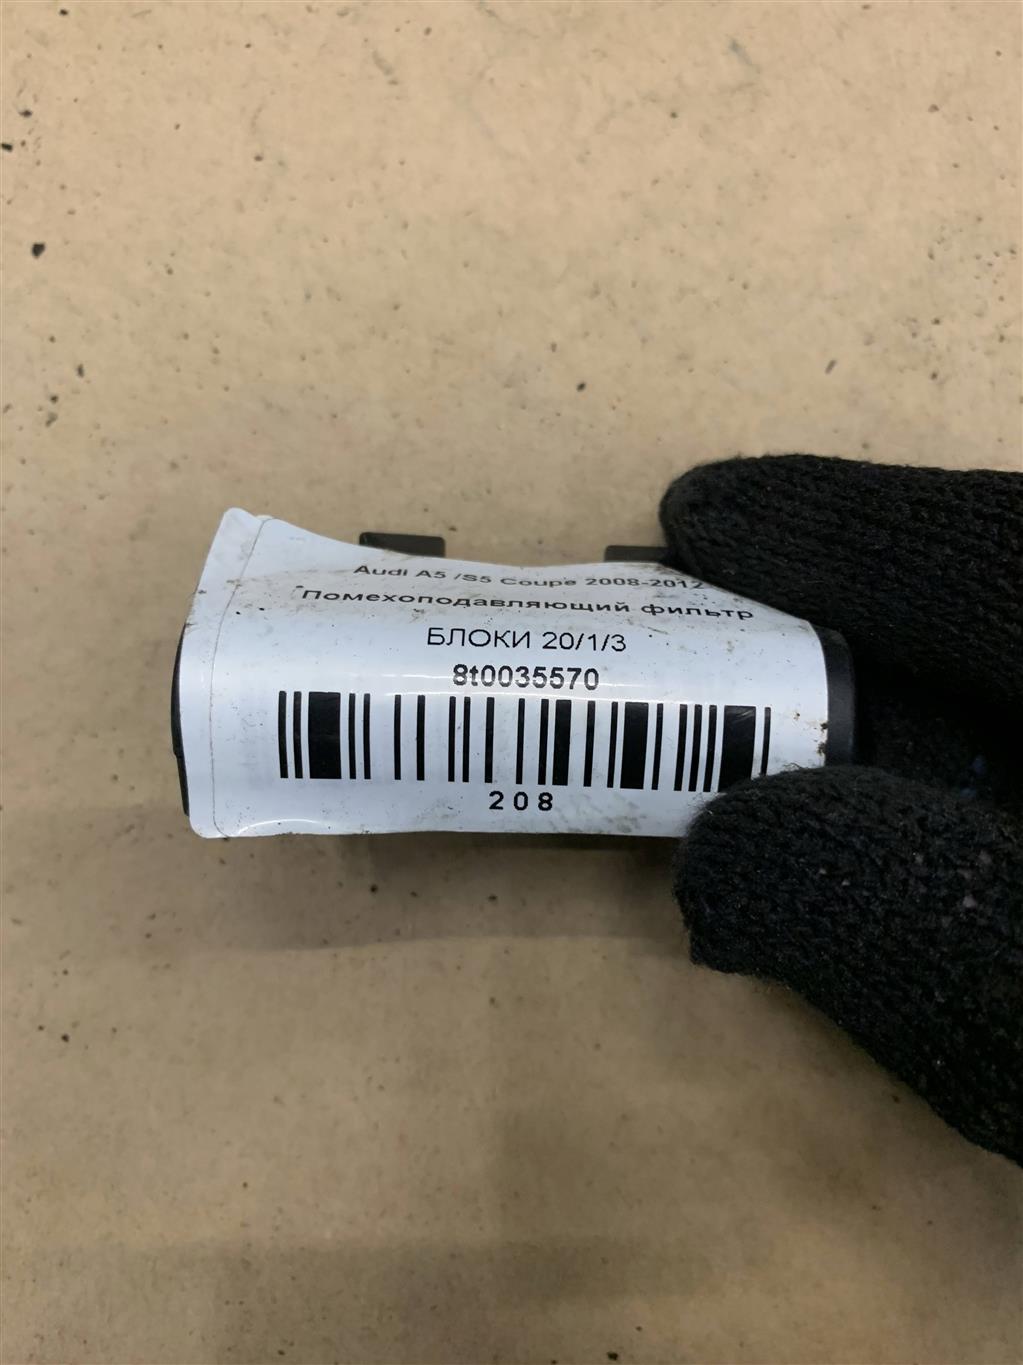 Audi A5 /S5 Coupe 2008-2012
Помехоподавляющий фильтр
БЛОКИ 20/1/3
8t0035570
208